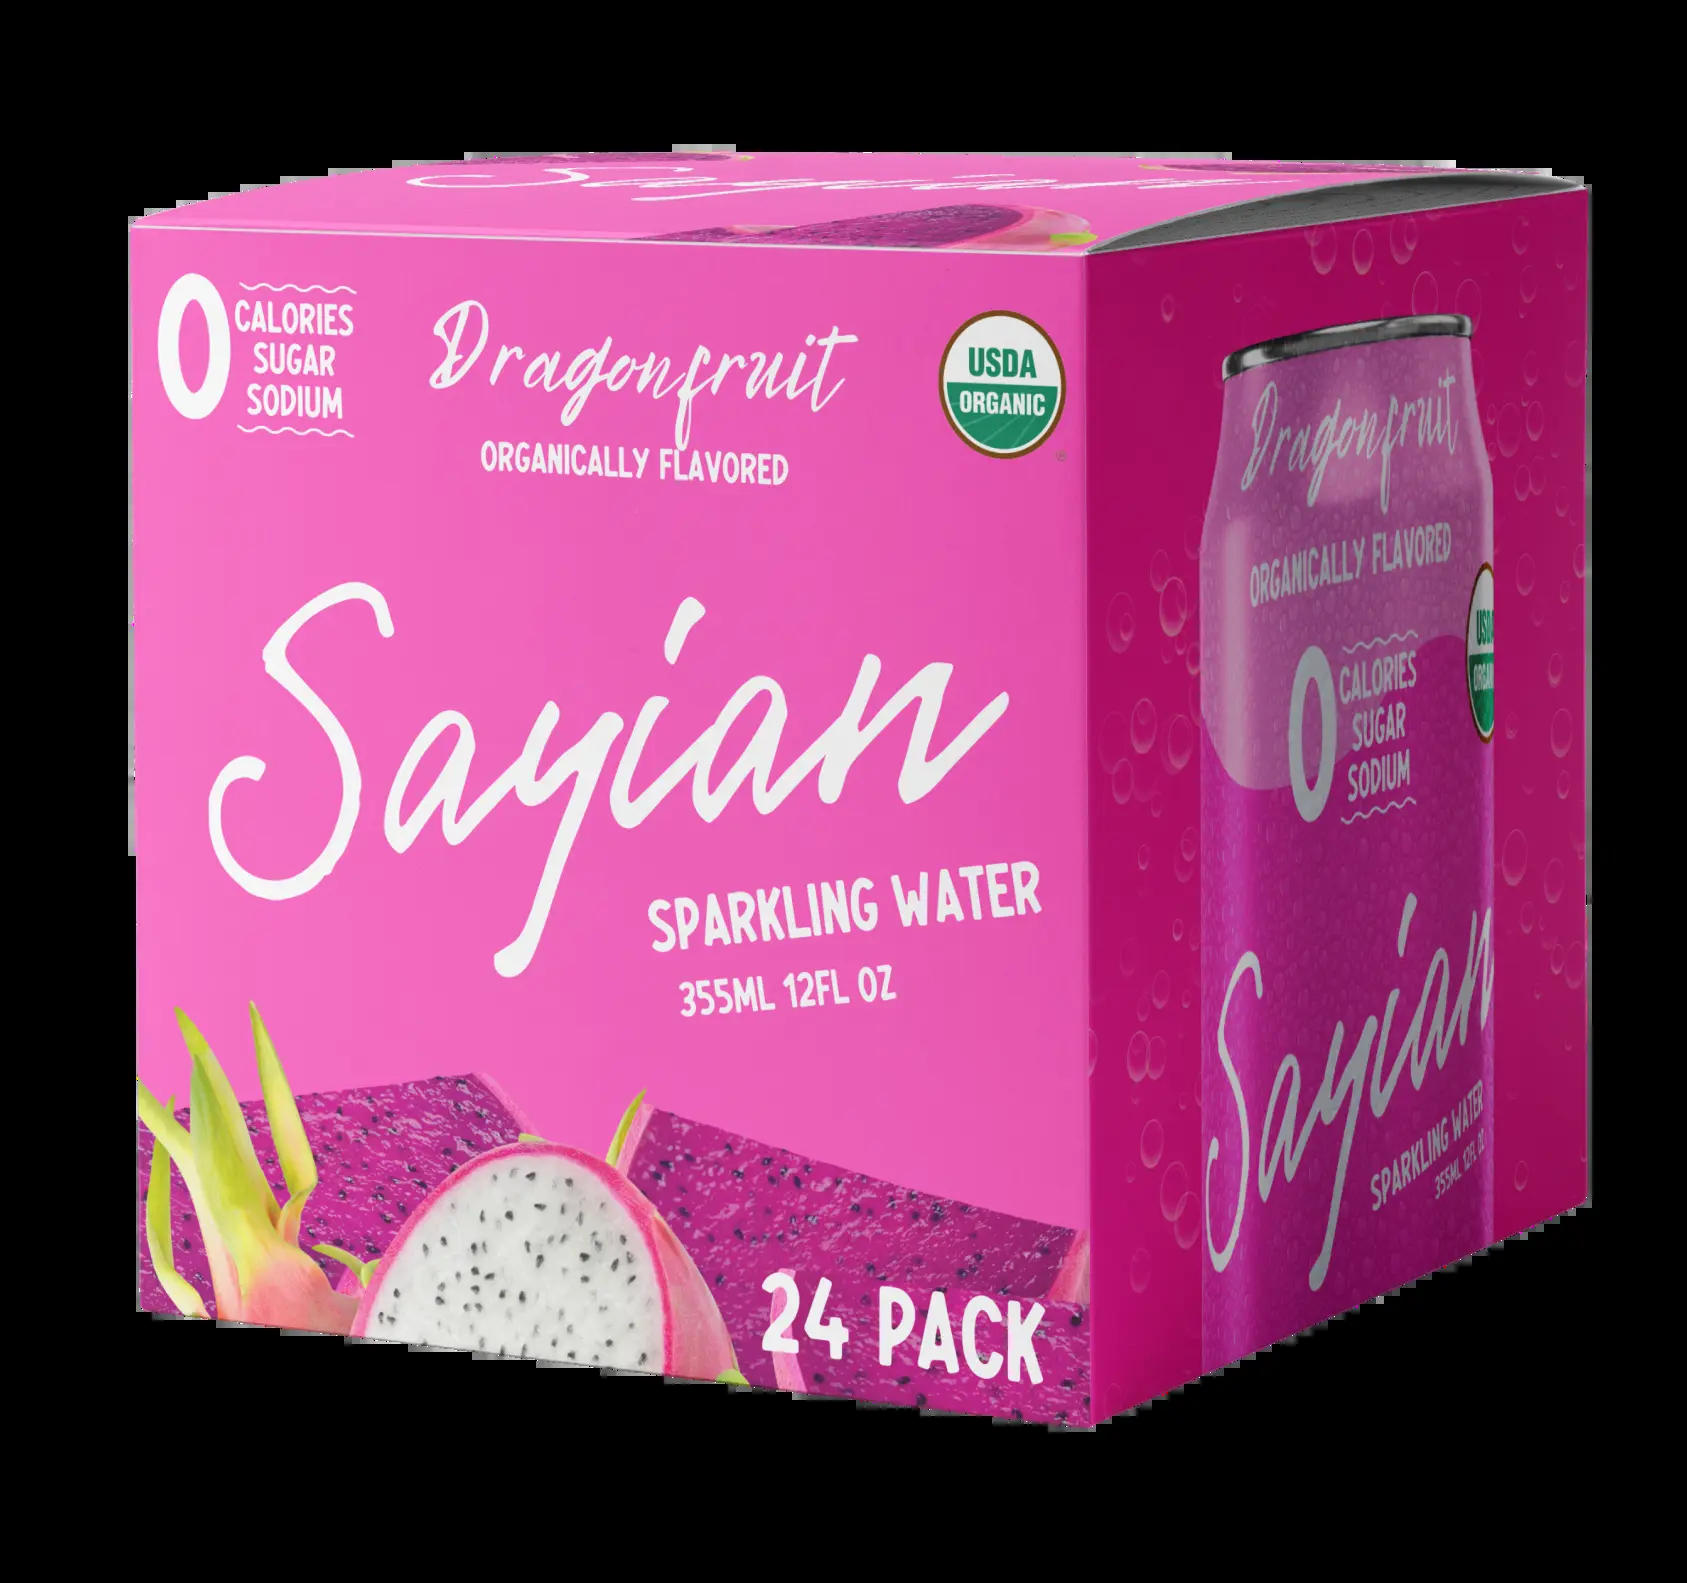 Sayian
0 CALORIES
SUGAR
SODIUM
Dragonfruit
ORGANICALLY FLAVORED
USDA
ORGANIC
®
Sayian
SPARKLING WATER
355ML 12FL OZ
24 PACK
Dragonfruit
ORGANICALLY FLAVORED
0 CALORIES
SUGAR
SODIUM
Sayian
SPARKLING WATER
355ML 12FL OZ